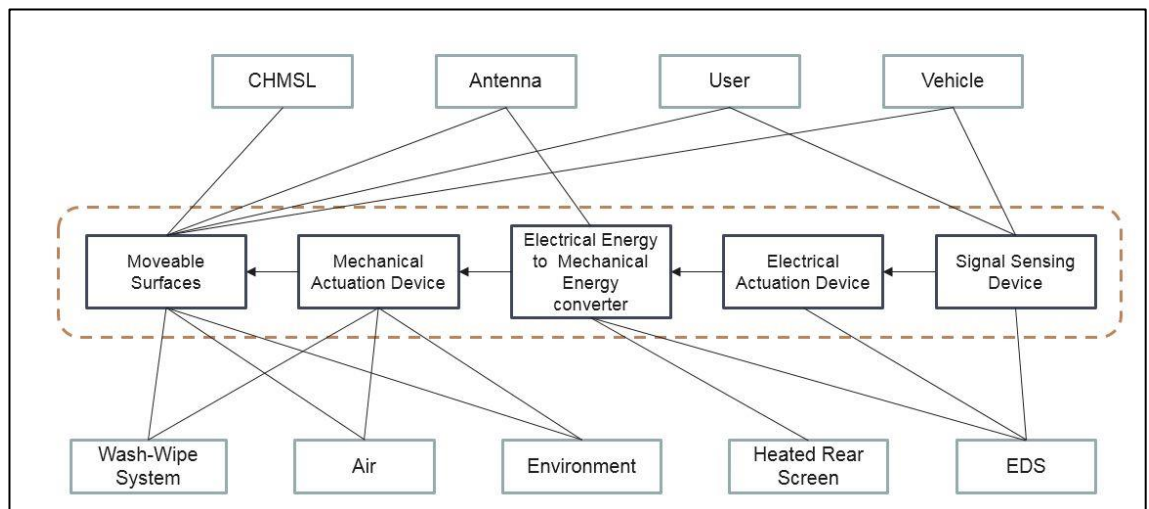 CHMSL
Antenna
User
Vehicle
Moveable
Surfaces
Mechanical
Actuation Device
Electrical Energy
to Mechanical
Energy
converter
Electrical
Actuation Device
Signal Sensing
Device
Wash-Wipe
System
Air
Environment
Heated Rear
Screen
EDS